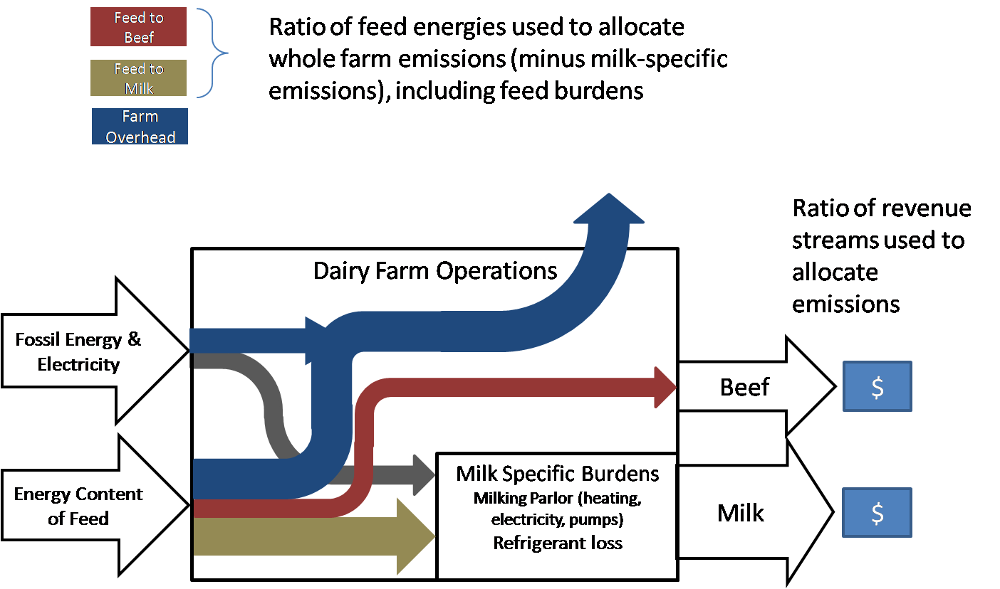 Feed to
Beef
Feed to
Milk
Farm
Overhead
Ratio of feed energies used to allocate
whole farm emissions (minus milk-specific
emissions), including feed burdens
Ratio of revenue
streams used to
allocate
emissions
Dairy Farm Operations
Fossil Energy &
Electricity
Energy Content
of Feed
Milk Specific Burdens
Milking Parlor (heating,
electricity, pumps)
Refrigerant loss
Beef
$
Milk
$